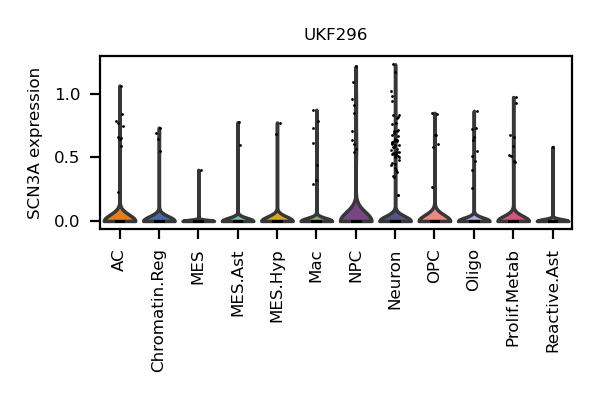 UKF296
SCN3A expression
1.0
0.5
0.0
AC
Chromatin.Reg
MES
MES.Ast
MES.Hyp
Mac
NPC
Neuron
OPC
Oligo
Prolif.Metab
Reactive.Ast